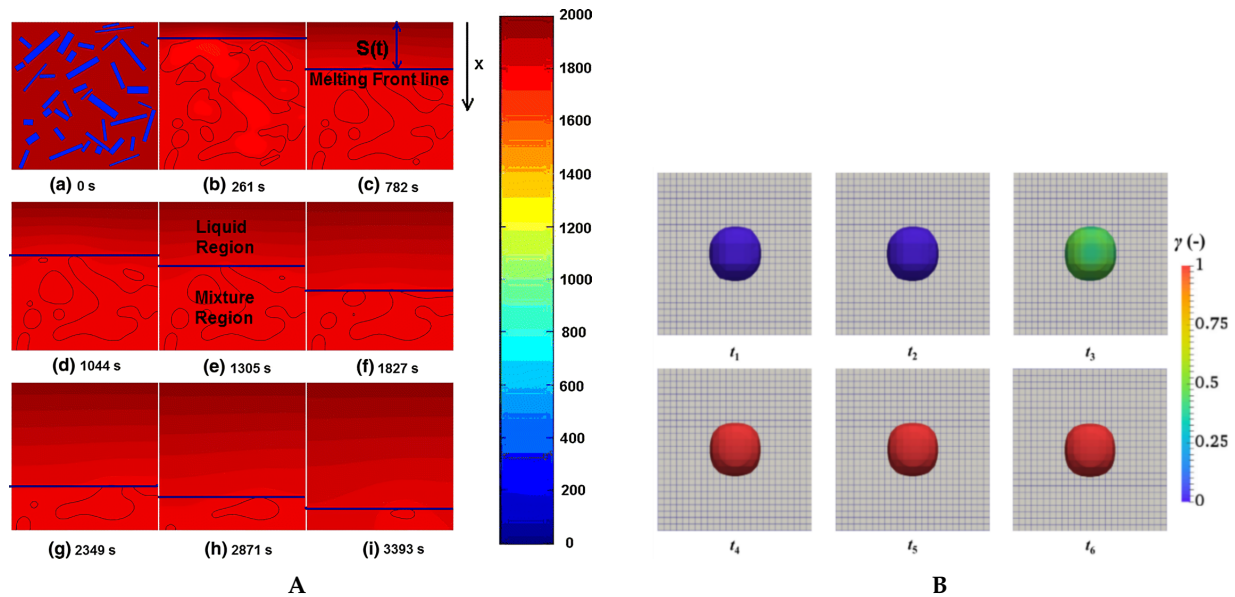 S(t)
x
Melting Front line
(a) 0 s
(b) 261 s
(c) 782 s
Liquid
Region
Mixture
Region
(d) 1044 s
(e) 1305 s
(f) 1827 s
(g) 2349 s
(h) 2871 s
(i) 3393 s
2000
1800
1600
1400
1200
1000
800
600
400
200
0
A
t1
t2
t3
t4
t5
t6
γ (-)
1
0.75
0.5
0.25
0
B